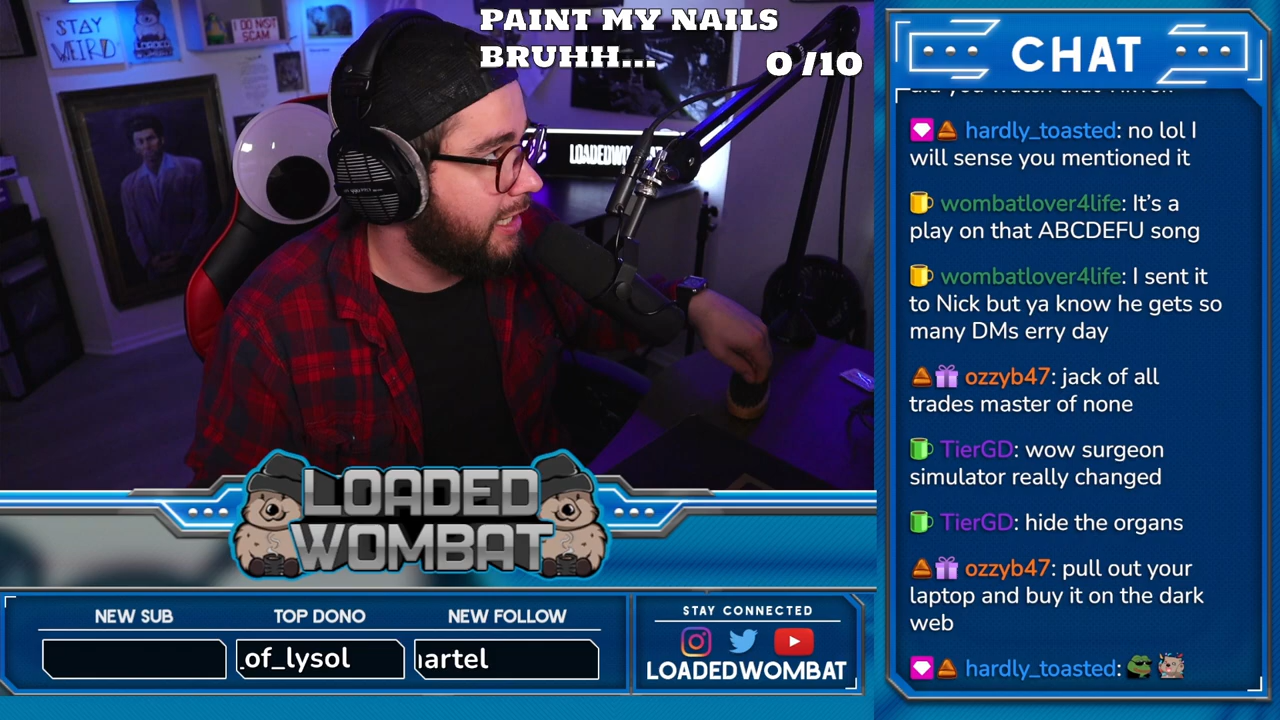 PAINT MY NAILS
BRUHH...
0/10
STAY
WEIRD
LOADED
I DO NOT
SCAM
CHAT
hardly_toasted: no lol I
will sense you mentioned it
wombatlover4life: It's a
play on that ABCDEFU song
wombatlover4life: I sent it
to Nick but ya know he gets so
many DMs erry day
ozzyb47: jack of all
trades master of none
TierGD: wow surgeon
simulator really changed
TierGD: hide the organs
ozzyb47: pull out your
laptop and buy it on the dark
web
hardly_toasted:
LOADED
WOMBAT
NEW SUB
TOP DONO
NEW FOLLOW
_of_lysol
artel
STAY CONNECTED
LOADEDWOMBAT